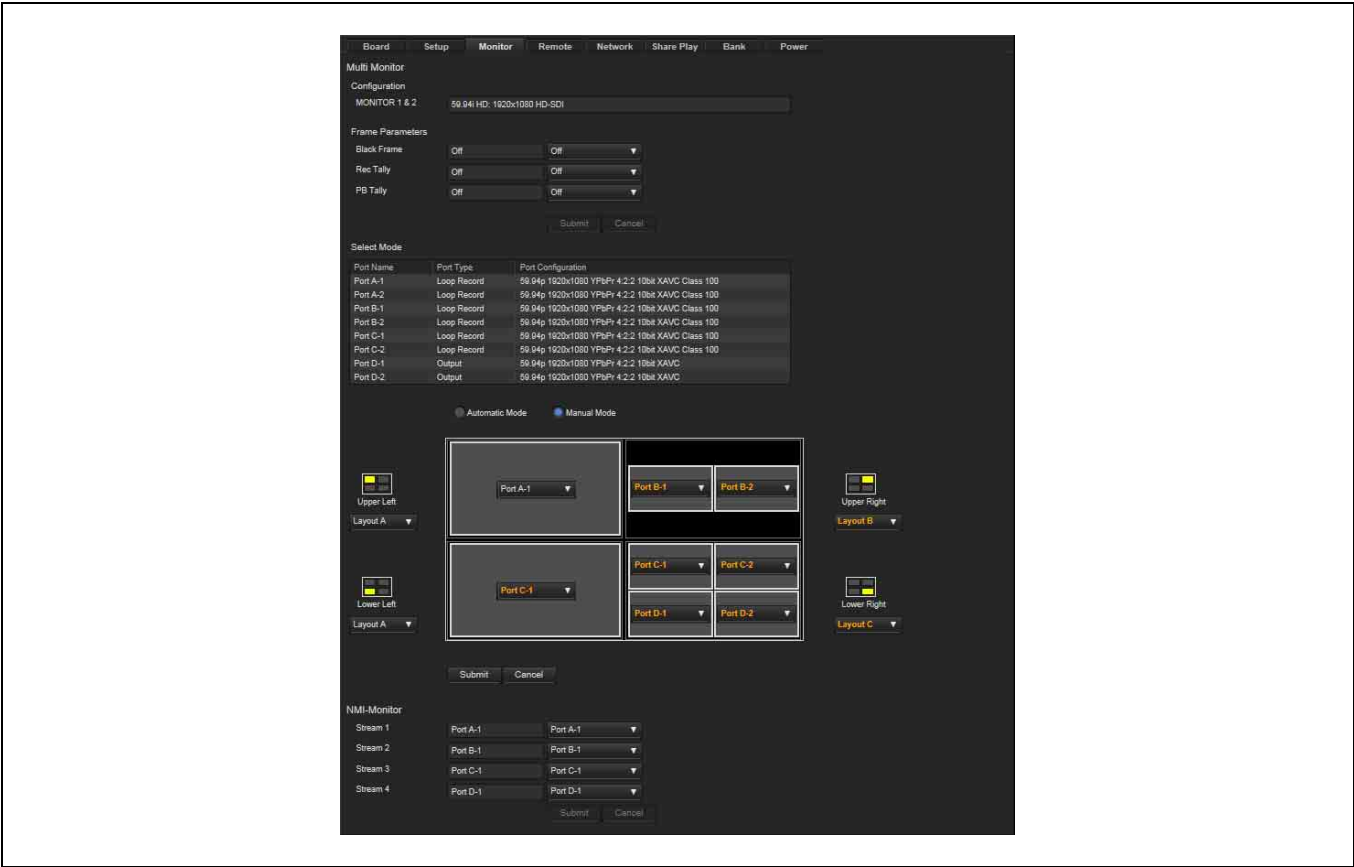 Board Setup Monitor Remote Network Share Play Bank Power
Multi Monitor
Configuration
MONITOR 1 & 2 59.94i HD: 1920x1080 HD-SDI
Frame Parameters
Black Frame Off Off
Rec Tally Off Off
PB Tally Off Off
Submit Cancel
Select Mode
Port Name Port Type Port Configuration
Port A-1 Loop Record 59.94p 1920x1080 YPbPr 4:2:2 10bit XAVC Class 100
Port A-2 Loop Record 59.94p 1920x1080 YPbPr 4:2:2 10bit XAVC Class 100
Port B-1 Loop Record 59.94p 1920x1080 YPbPr 4:2:2 10bit XAVC Class 100
Port B-2 Loop Record 59.94p 1920x1080 YPbPr 4:2:2 10bit XAVC Class 100
Port C-1 Loop Record 59.94p 1920x1080 YPbPr 4:2:2 10bit XAVC Class 100
Port C-2 Loop Record 59.94p 1920x1080 YPbPr 4:2:2 10bit XAVC Class 100
Port D-1 Output 59.94p 1920x1080 YPbPr 4:2:2 10bit XAVC
Port D-2 Output 59.94p 1920x1080 YPbPr 4:2:2 10bit XAVC
Automatic Mode Manual Mode
Port A-1 Port B-1 Port B-2
Upper Left Upper Right
Layout A Layout B
Port C-1 Port C-2
Port C-1
Lower Left Lower Right
Port D-1 Port D-2
Layout A Layout C
Submit Cancel
NMI-Monitor
Stream 1 Port A-1 Port A-1
Stream 2 Port B-1 Port B-1
Stream 3 Port C-1 Port C-1
Stream 4 Port D-1 Port D-1
Submit Cancel